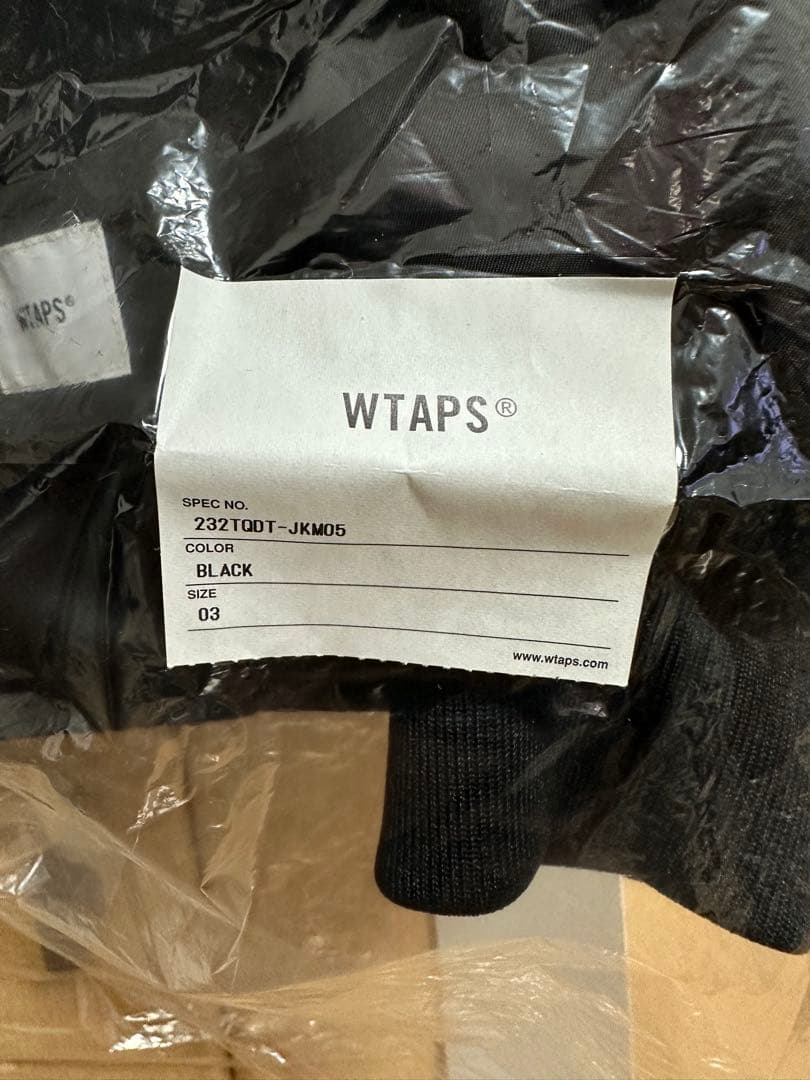 WTAPS®
WTAPS®
SPEC NO.
232TQDT-JKM05
COLOR
BLACK
SIZE
03
www.wtaps.com